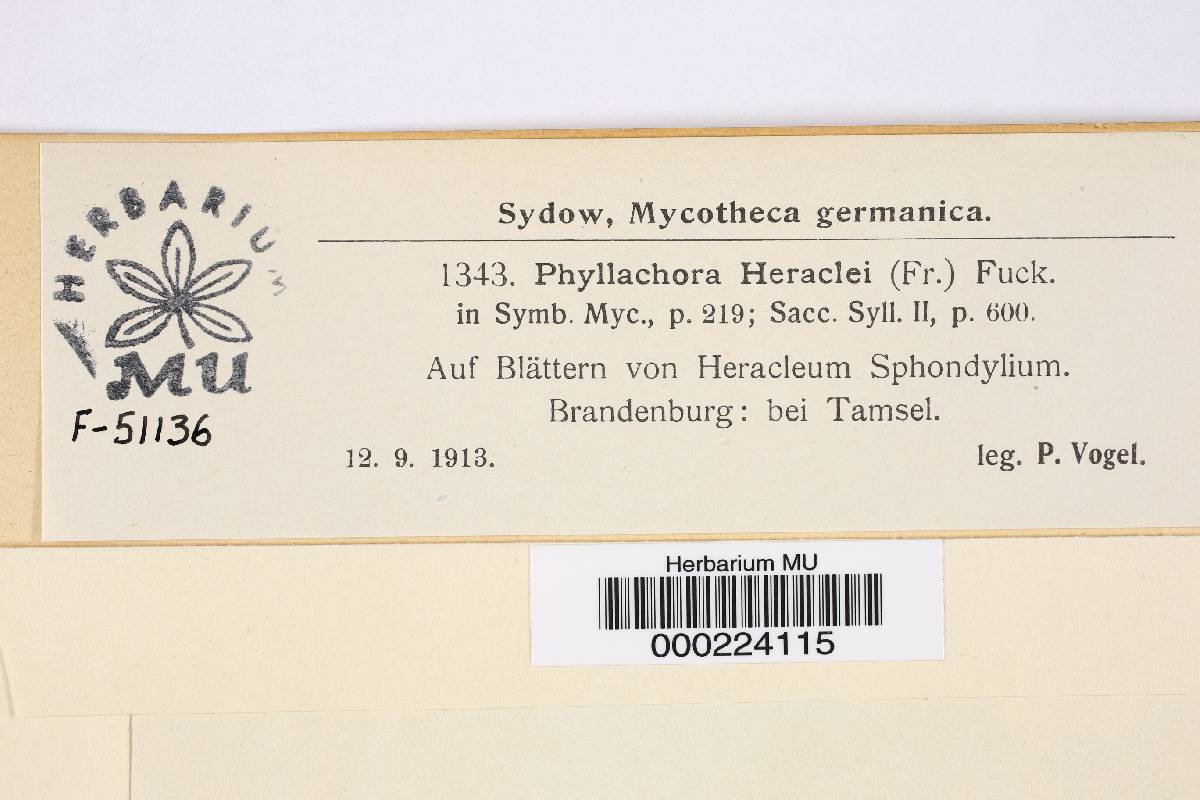 Sydow, Mycotheca germanica.
1343. Phyllachora Heraclei (Fr.) Fuck.
in Symb. Myc., p. 219; Sacc. Syll. II, p. 600.
Auf Blättern von Heracleum Sphondylium.
Brandenburg: bei Tamsel.
12. 9. 1913. leg. P. Vogel.
HERBARIUM
MU
F-51136
Herbarium MU
000224115